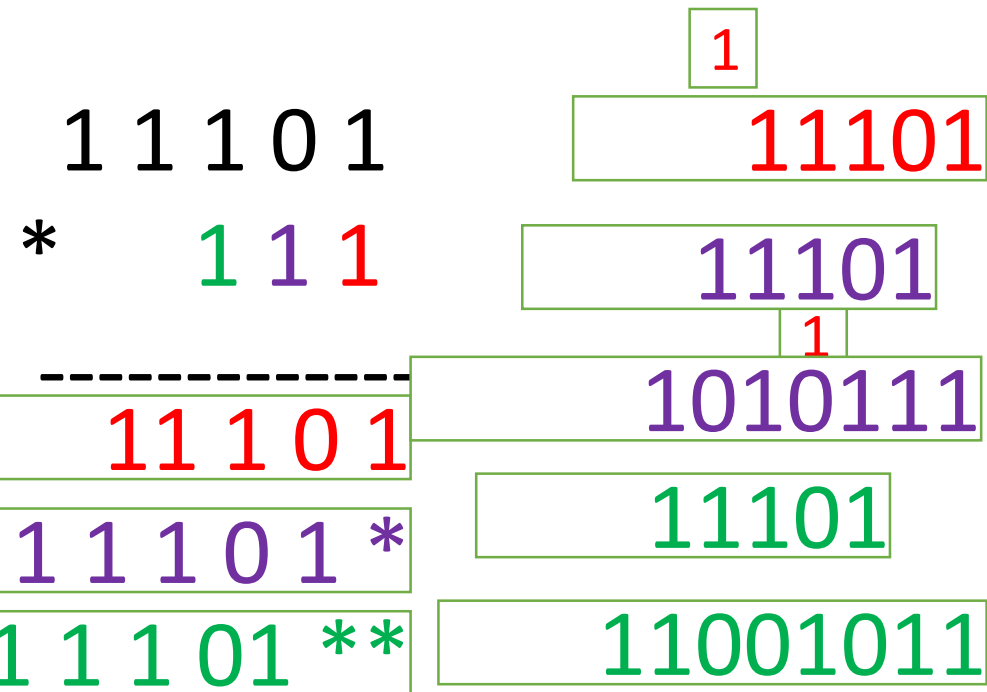 1 1 1 0 1
* 1 1 1
-------------
11 1 0 1
1 1 1 0 1 *
1 1 1 01 **
1
11101
11101
1
1010111
11101
11001011